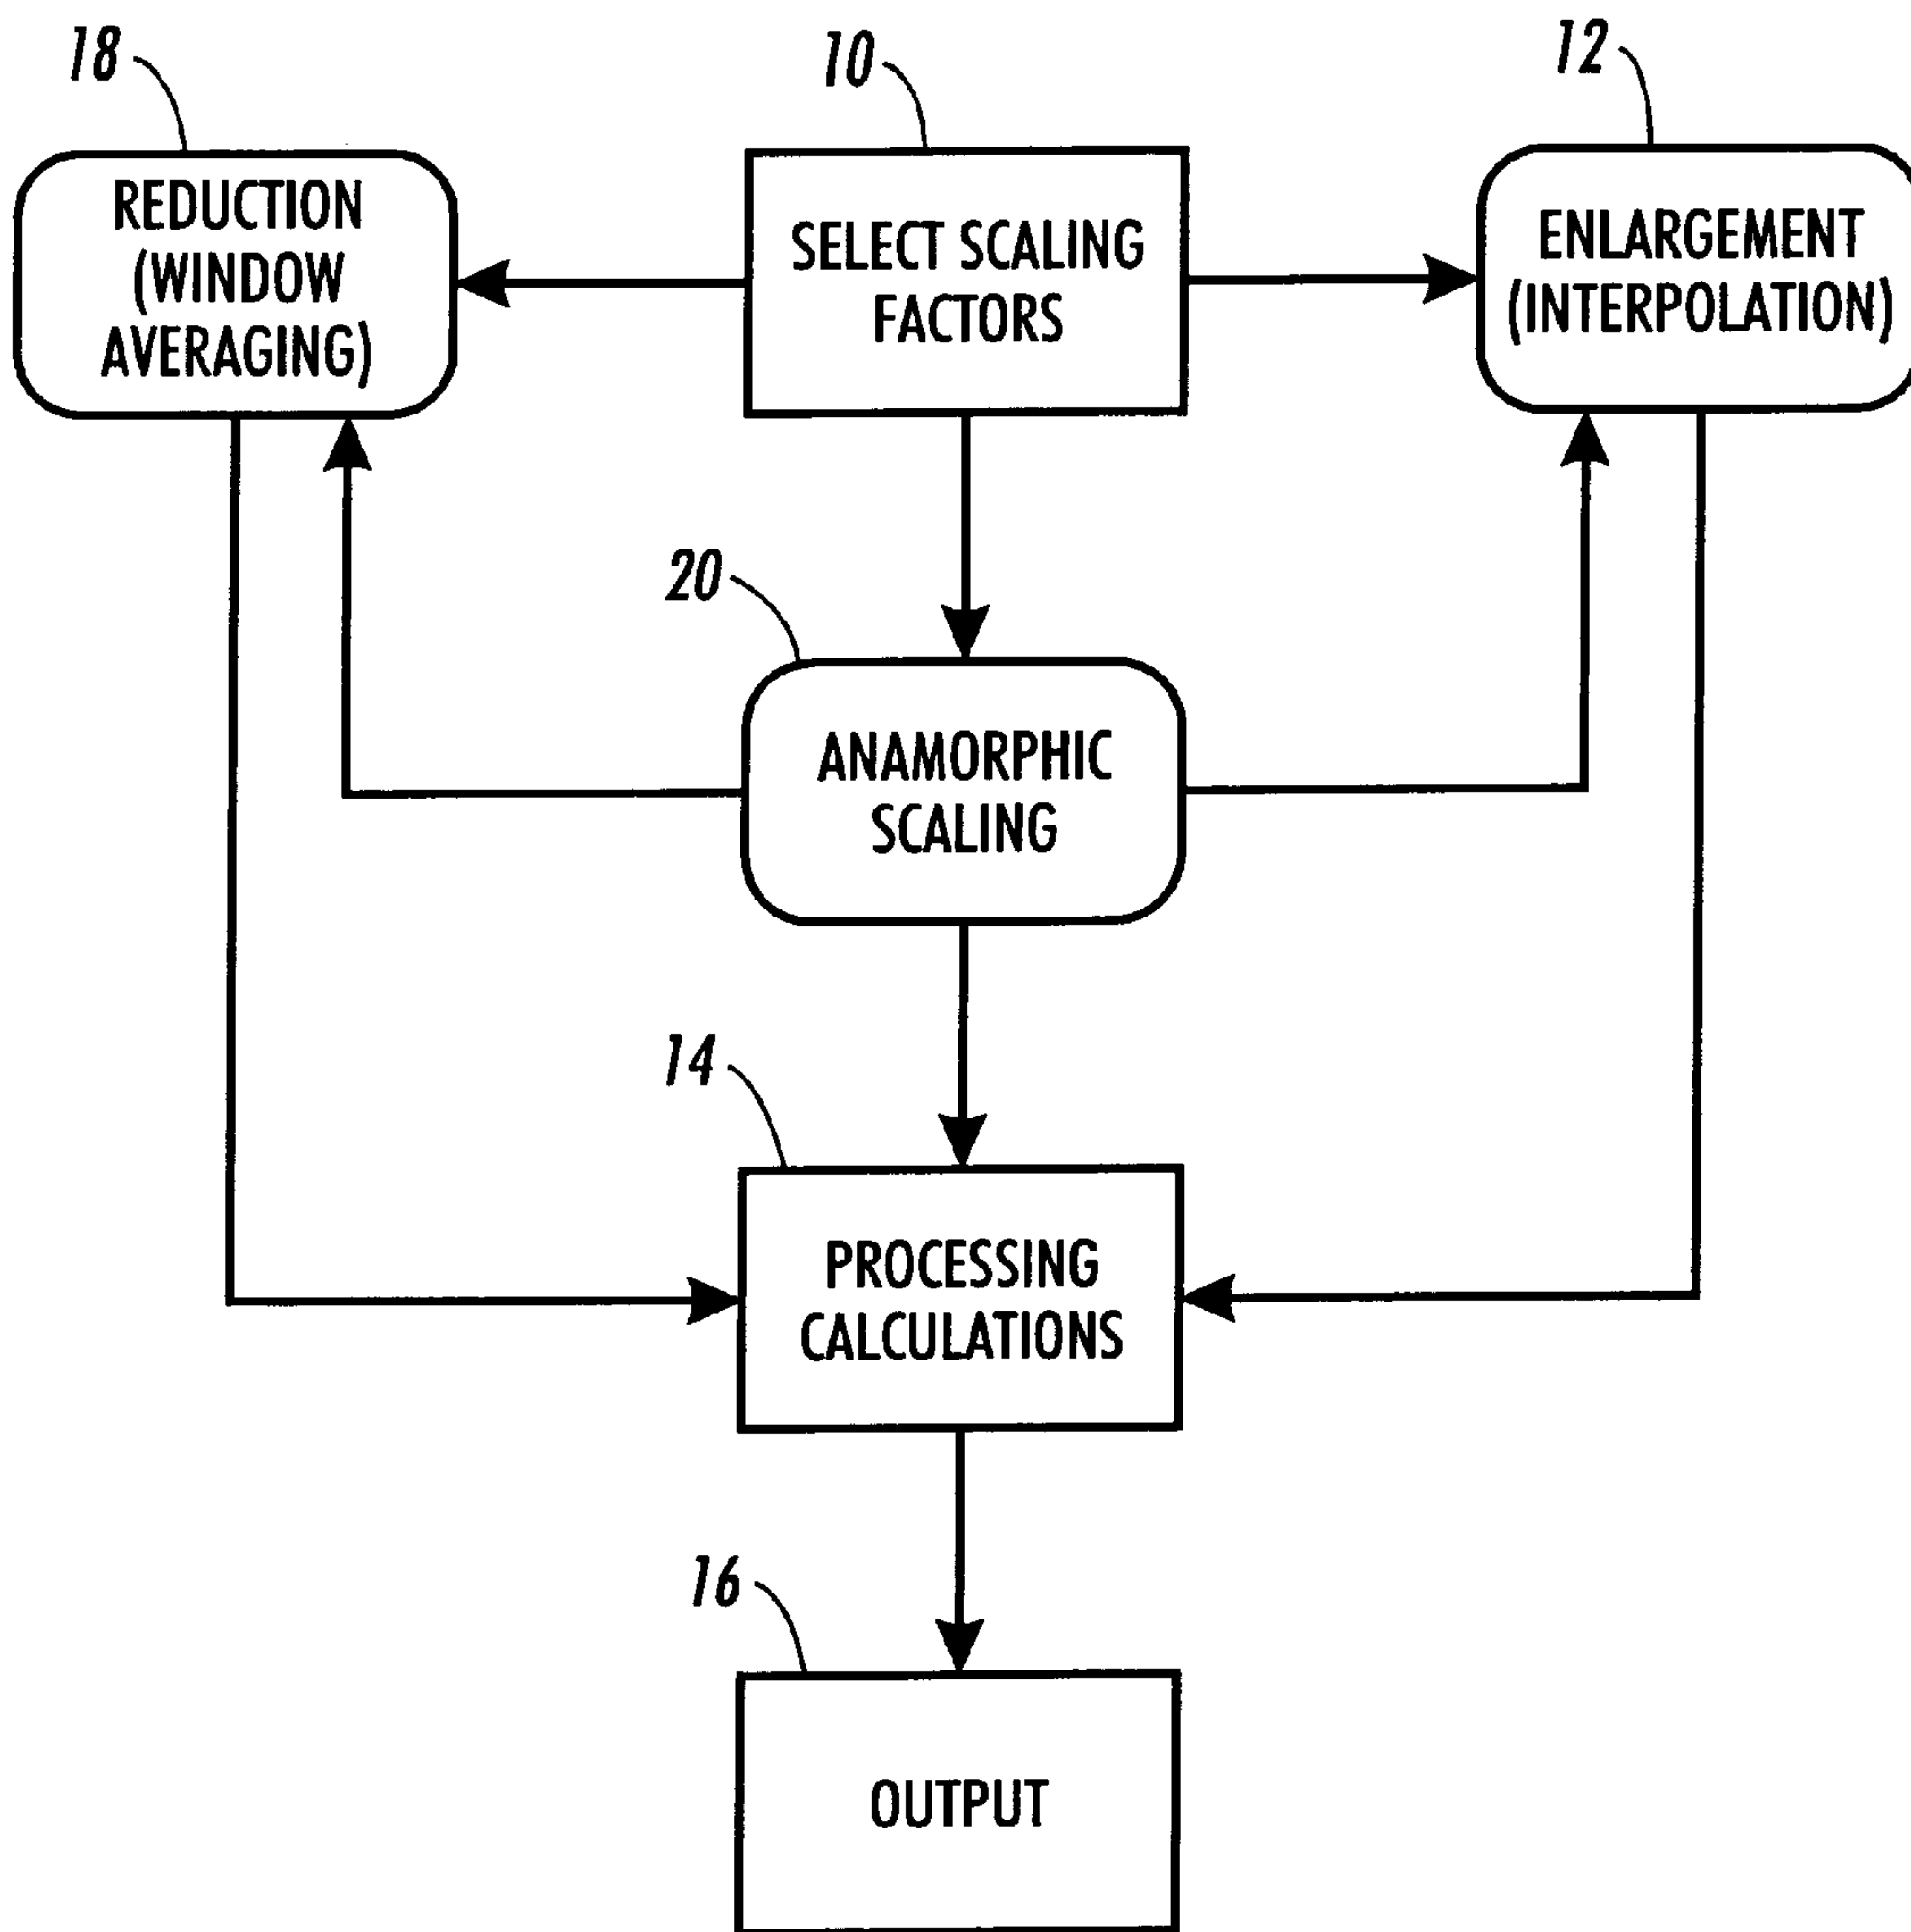 18
10
12
REDUCTION
(WINDOW
AVERAGING)
SELECT SCALING
FACTORS
ENLARGEMENT
(INTERPOLATION)
20
ANAMORPHIC
SCALING
14
PROCESSING
CALCULATIONS
16
OUTPUT